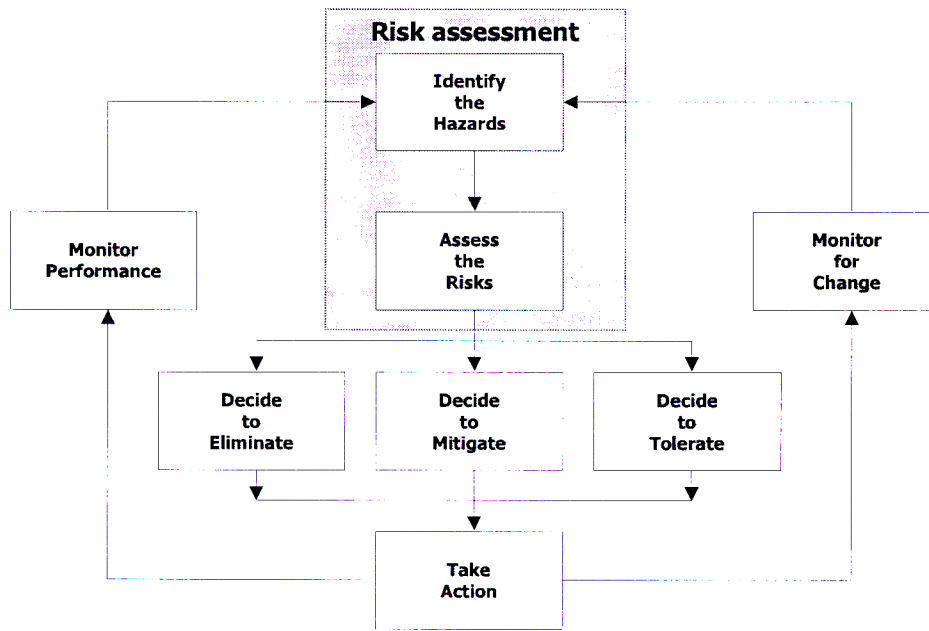 Risk assessment
Identify
the
Hazards
Monitor
Performance
Assess
the
Risks
Monitor
for
Change
Decide
to
Eliminate
Decide
to
Mitigate
Decide
to
Tolerate
Take
Action